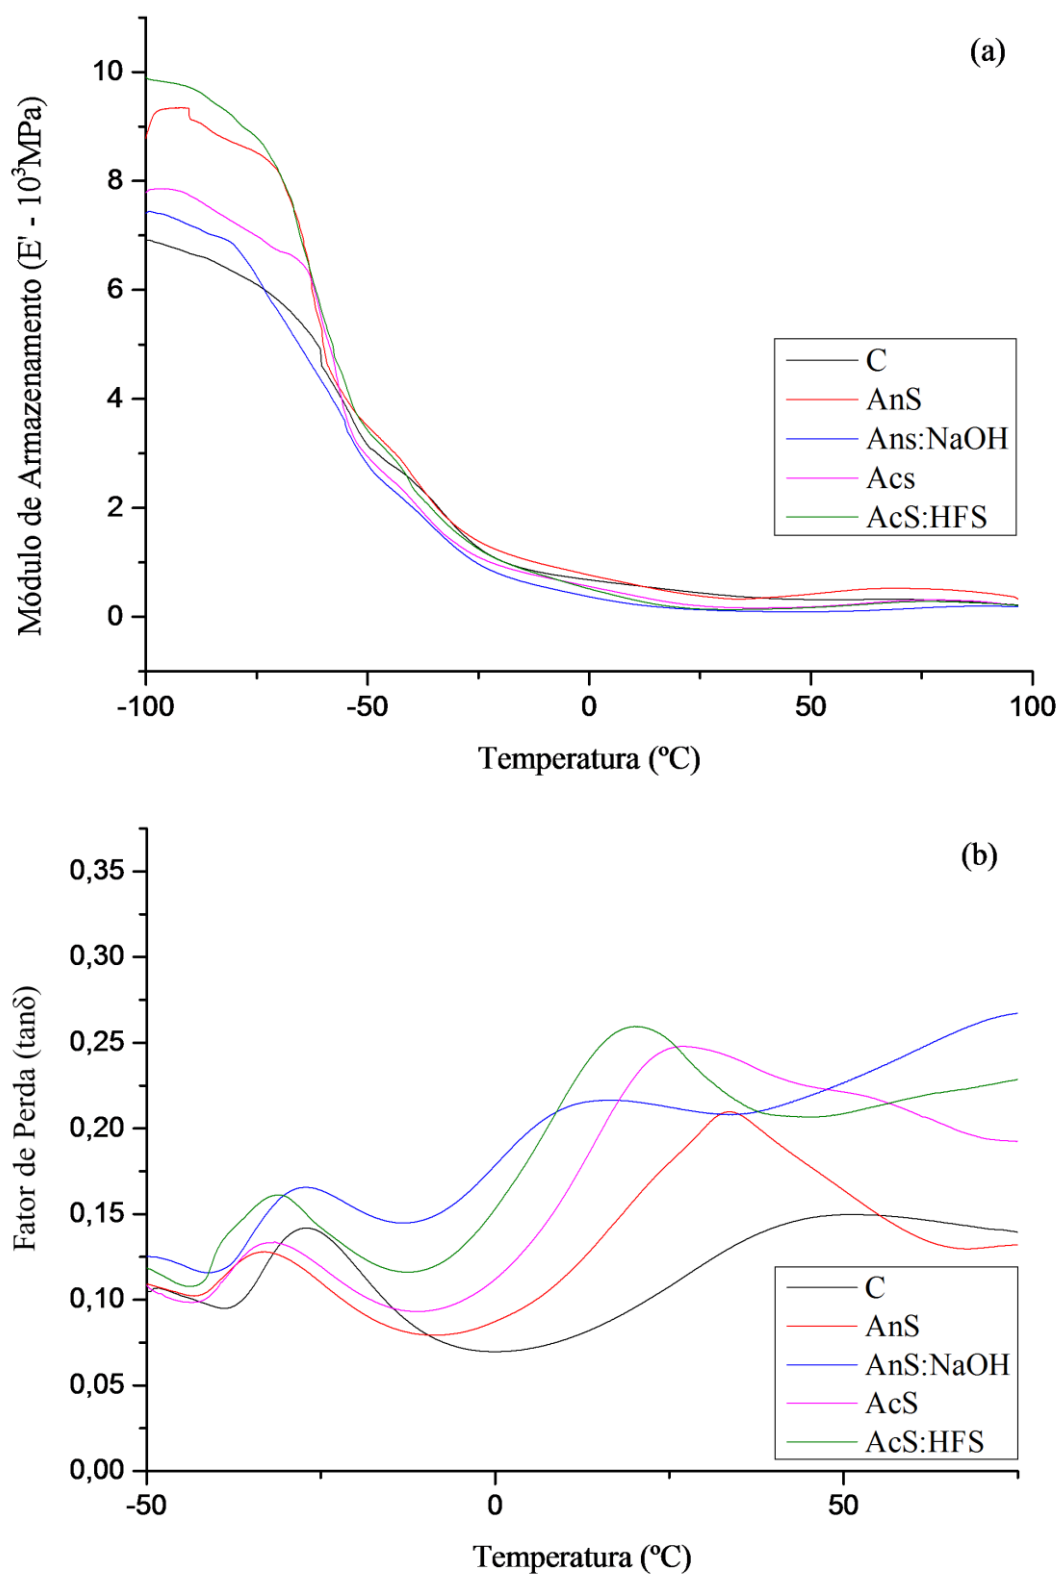 (a)
Módulo de Armazenamento (E' - 10³MPa)
10
8
6
4
2
0
C
AnS
Ans:NaOH
Acs
AcS:HFS
-100
-50
0
50
100
Temperatura (ºC)
(b)
Fator de Perda (tanδ)
0,35
0,30
0,25
0,20
0,15
0,10
0,05
0,00
C
AnS
AnS:NaOH
AcS
AcS:HFS
-50
0
50
Temperatura (ºC)